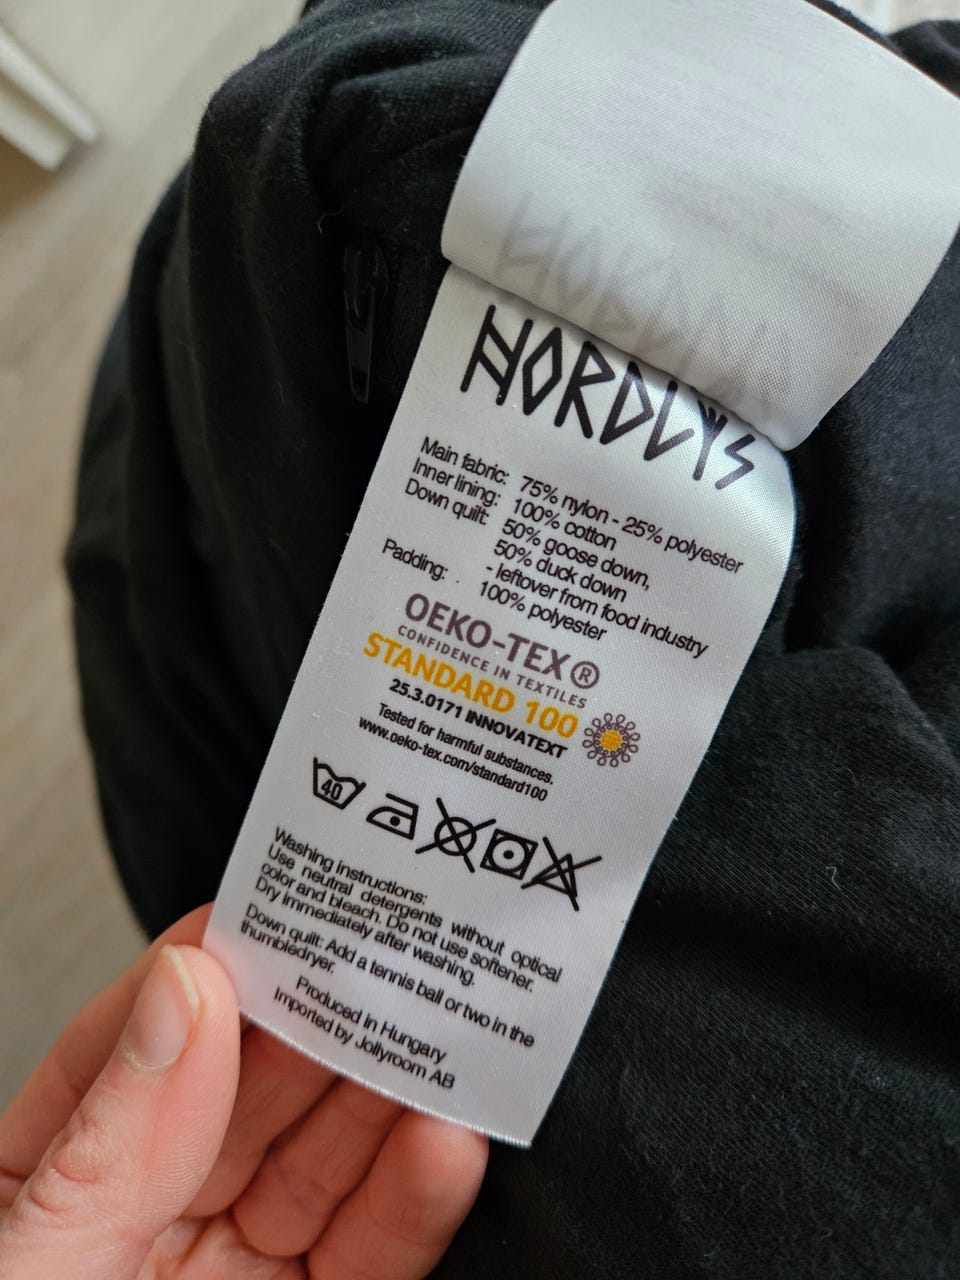 NORDLYS
Main fabric: 75% nylon - 25% polyester
Inner lining: 100% cotton
Down quilt: 50% goose down,
50% duck down
- leftover from food industry
Padding: 100% polyester
OEKO-TEX®
CONFIDENCE IN TEXTILES
STANDARD 100
25.3.0171 INNOVATEXT
Tested for harmful substances.
www.oeko-tex.com/standard100
40
Washing instructions:
Use neutral detergents without optical
color and bleach. Do not use softener.
Dry immediately after washing.
Down quilt: Add a tennis ball or two in the
thumbledryer.
Produced in Hungary
Imported by Jollyroom AB